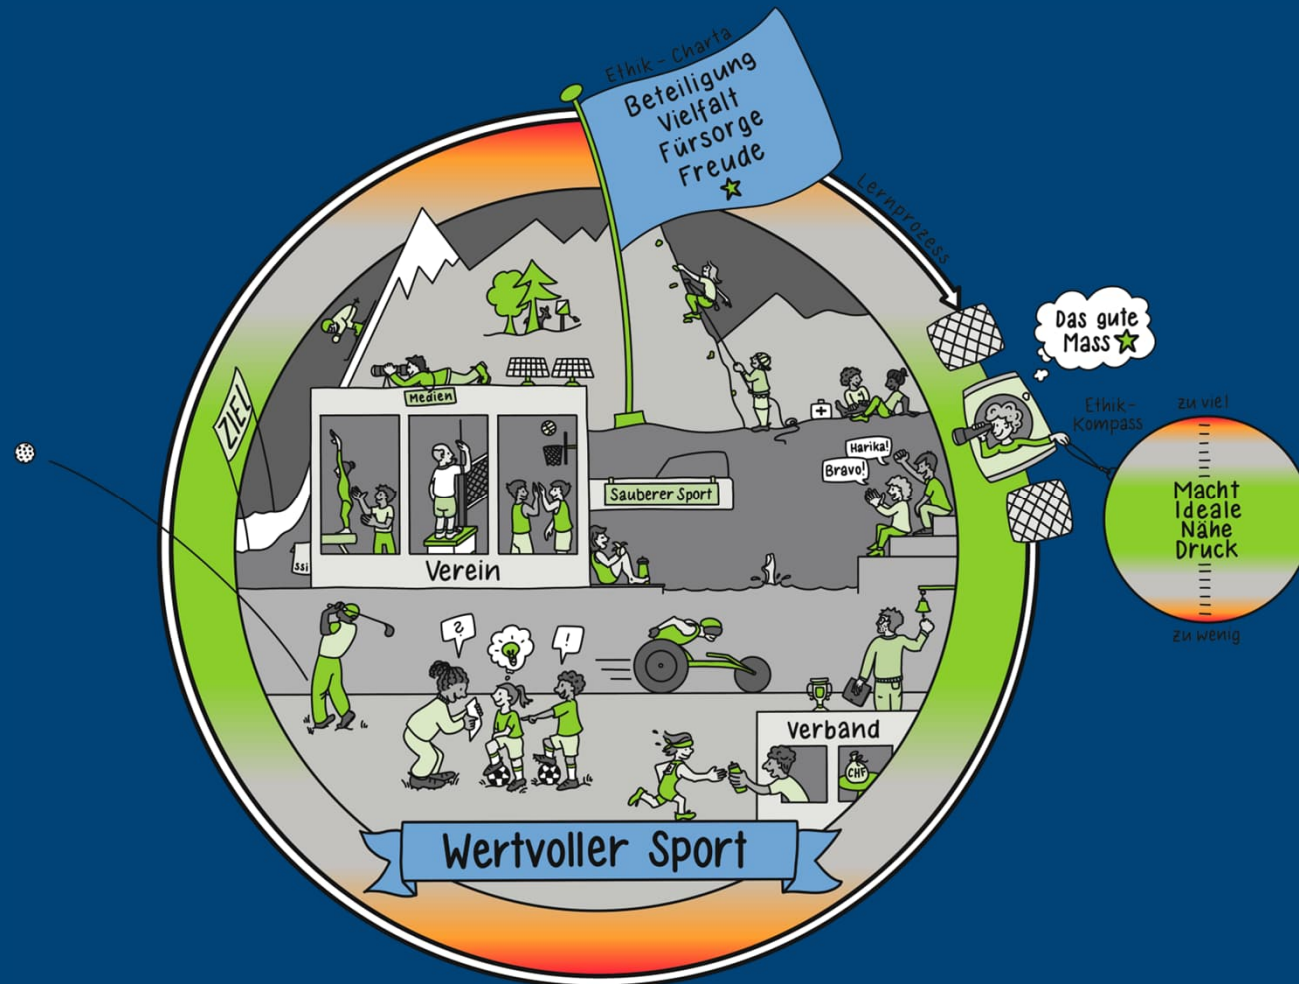 Ethik-Charta
Beteiligung
Vielfalt
Fürsorge
Freude
Lernprozess
Das gute
Mass
Ethik-
Kompass
zu viel
Macht
Ideale
Nähe
Druck
zu wenig
ZIEL
Medien
Harika!
Bravo!
Sauberer Sport
ssi
Verein
?
!
Verband
CHF
Wertvoller Sport